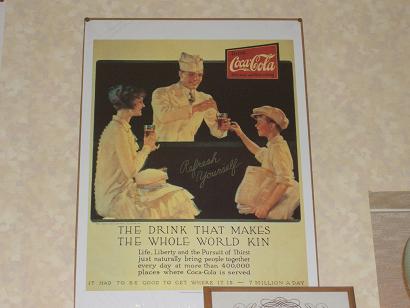 DRINK
Coca-Cola
Refresh
Yourself
THE DRINK THAT MAKES
THE WHOLE WORLD KIN
Life, Liberty and the Pursuit of Thirst
just naturally bring people together
every day at more than 400,000
places where Coca-Cola is served
IT HAD TO BE GOOD TO GET WHERE IT IS — 7 MILLION A DAY